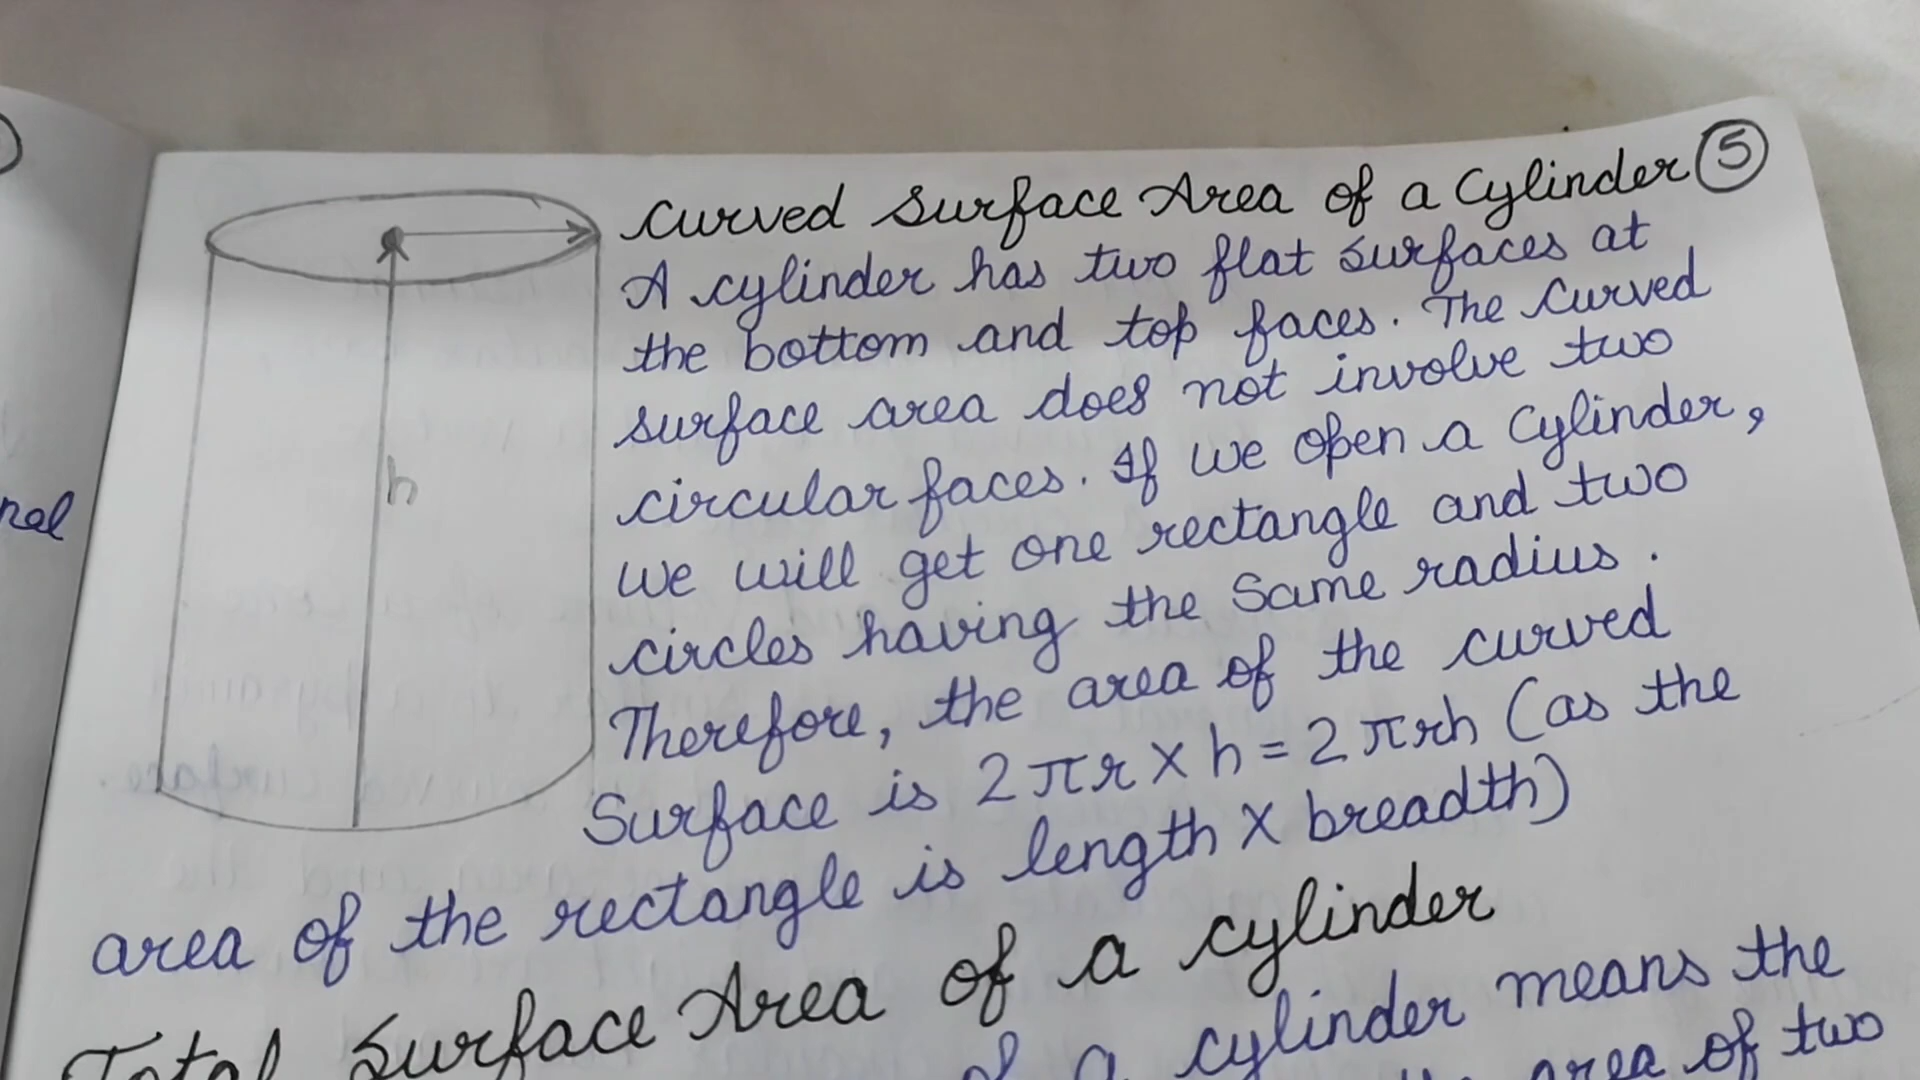 Curved Surface Area of a Cylinder 5
A cylinder has two flat surfaces at
the bottom and top faces. The curved
surface area does not involve two
circular faces. If we open a cylinder,
we will get one rectangle and two
circles having the same radius.
Therefore, the area of the curved
Surface is 2πr × h = 2πrh (as the
area of the rectangle is length × breadth)
Total Surface Area of a cylinder
of a cylinder means the
area of two
h